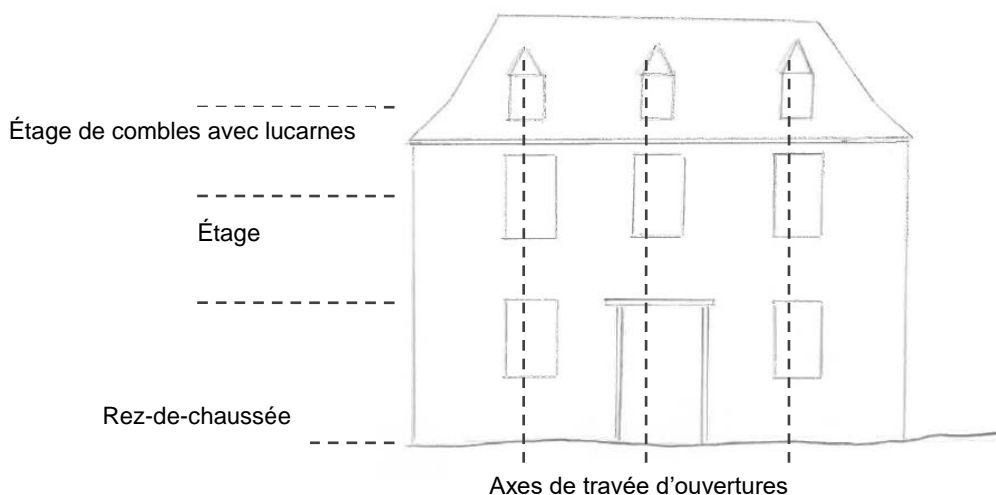 Étage de combles avec lucarnes
Étage
Rez-de-chaussée
Axes de travée d’ouvertures